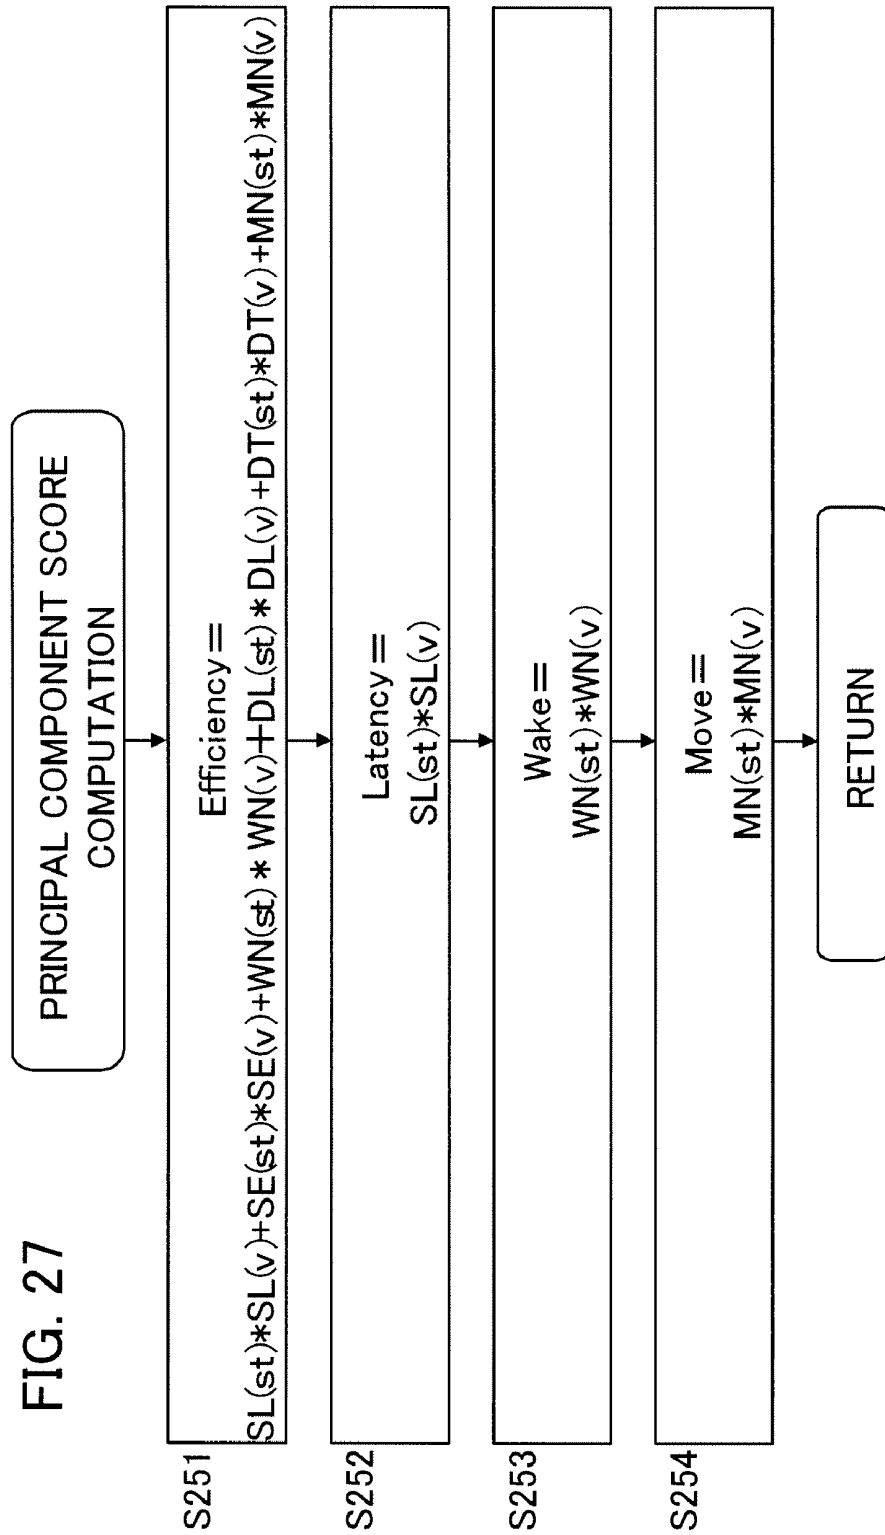 FIG. 27
PRINCIPAL COMPONENT SCORE
COMPUTATION
S251
Efficiency=
SL(st)*SL(v)+SE(st)*SE(v)+WN(st)*WN(v)+DL(st)*DL(v)+DT(st)*DT(v)+MN(st)*MN(v)
S252
Latency=
SL(st)*SL(v)
S253
Wake=
WN(st)*WN(v)
S254
Move=
MN(st)*MN(v)
RETURN